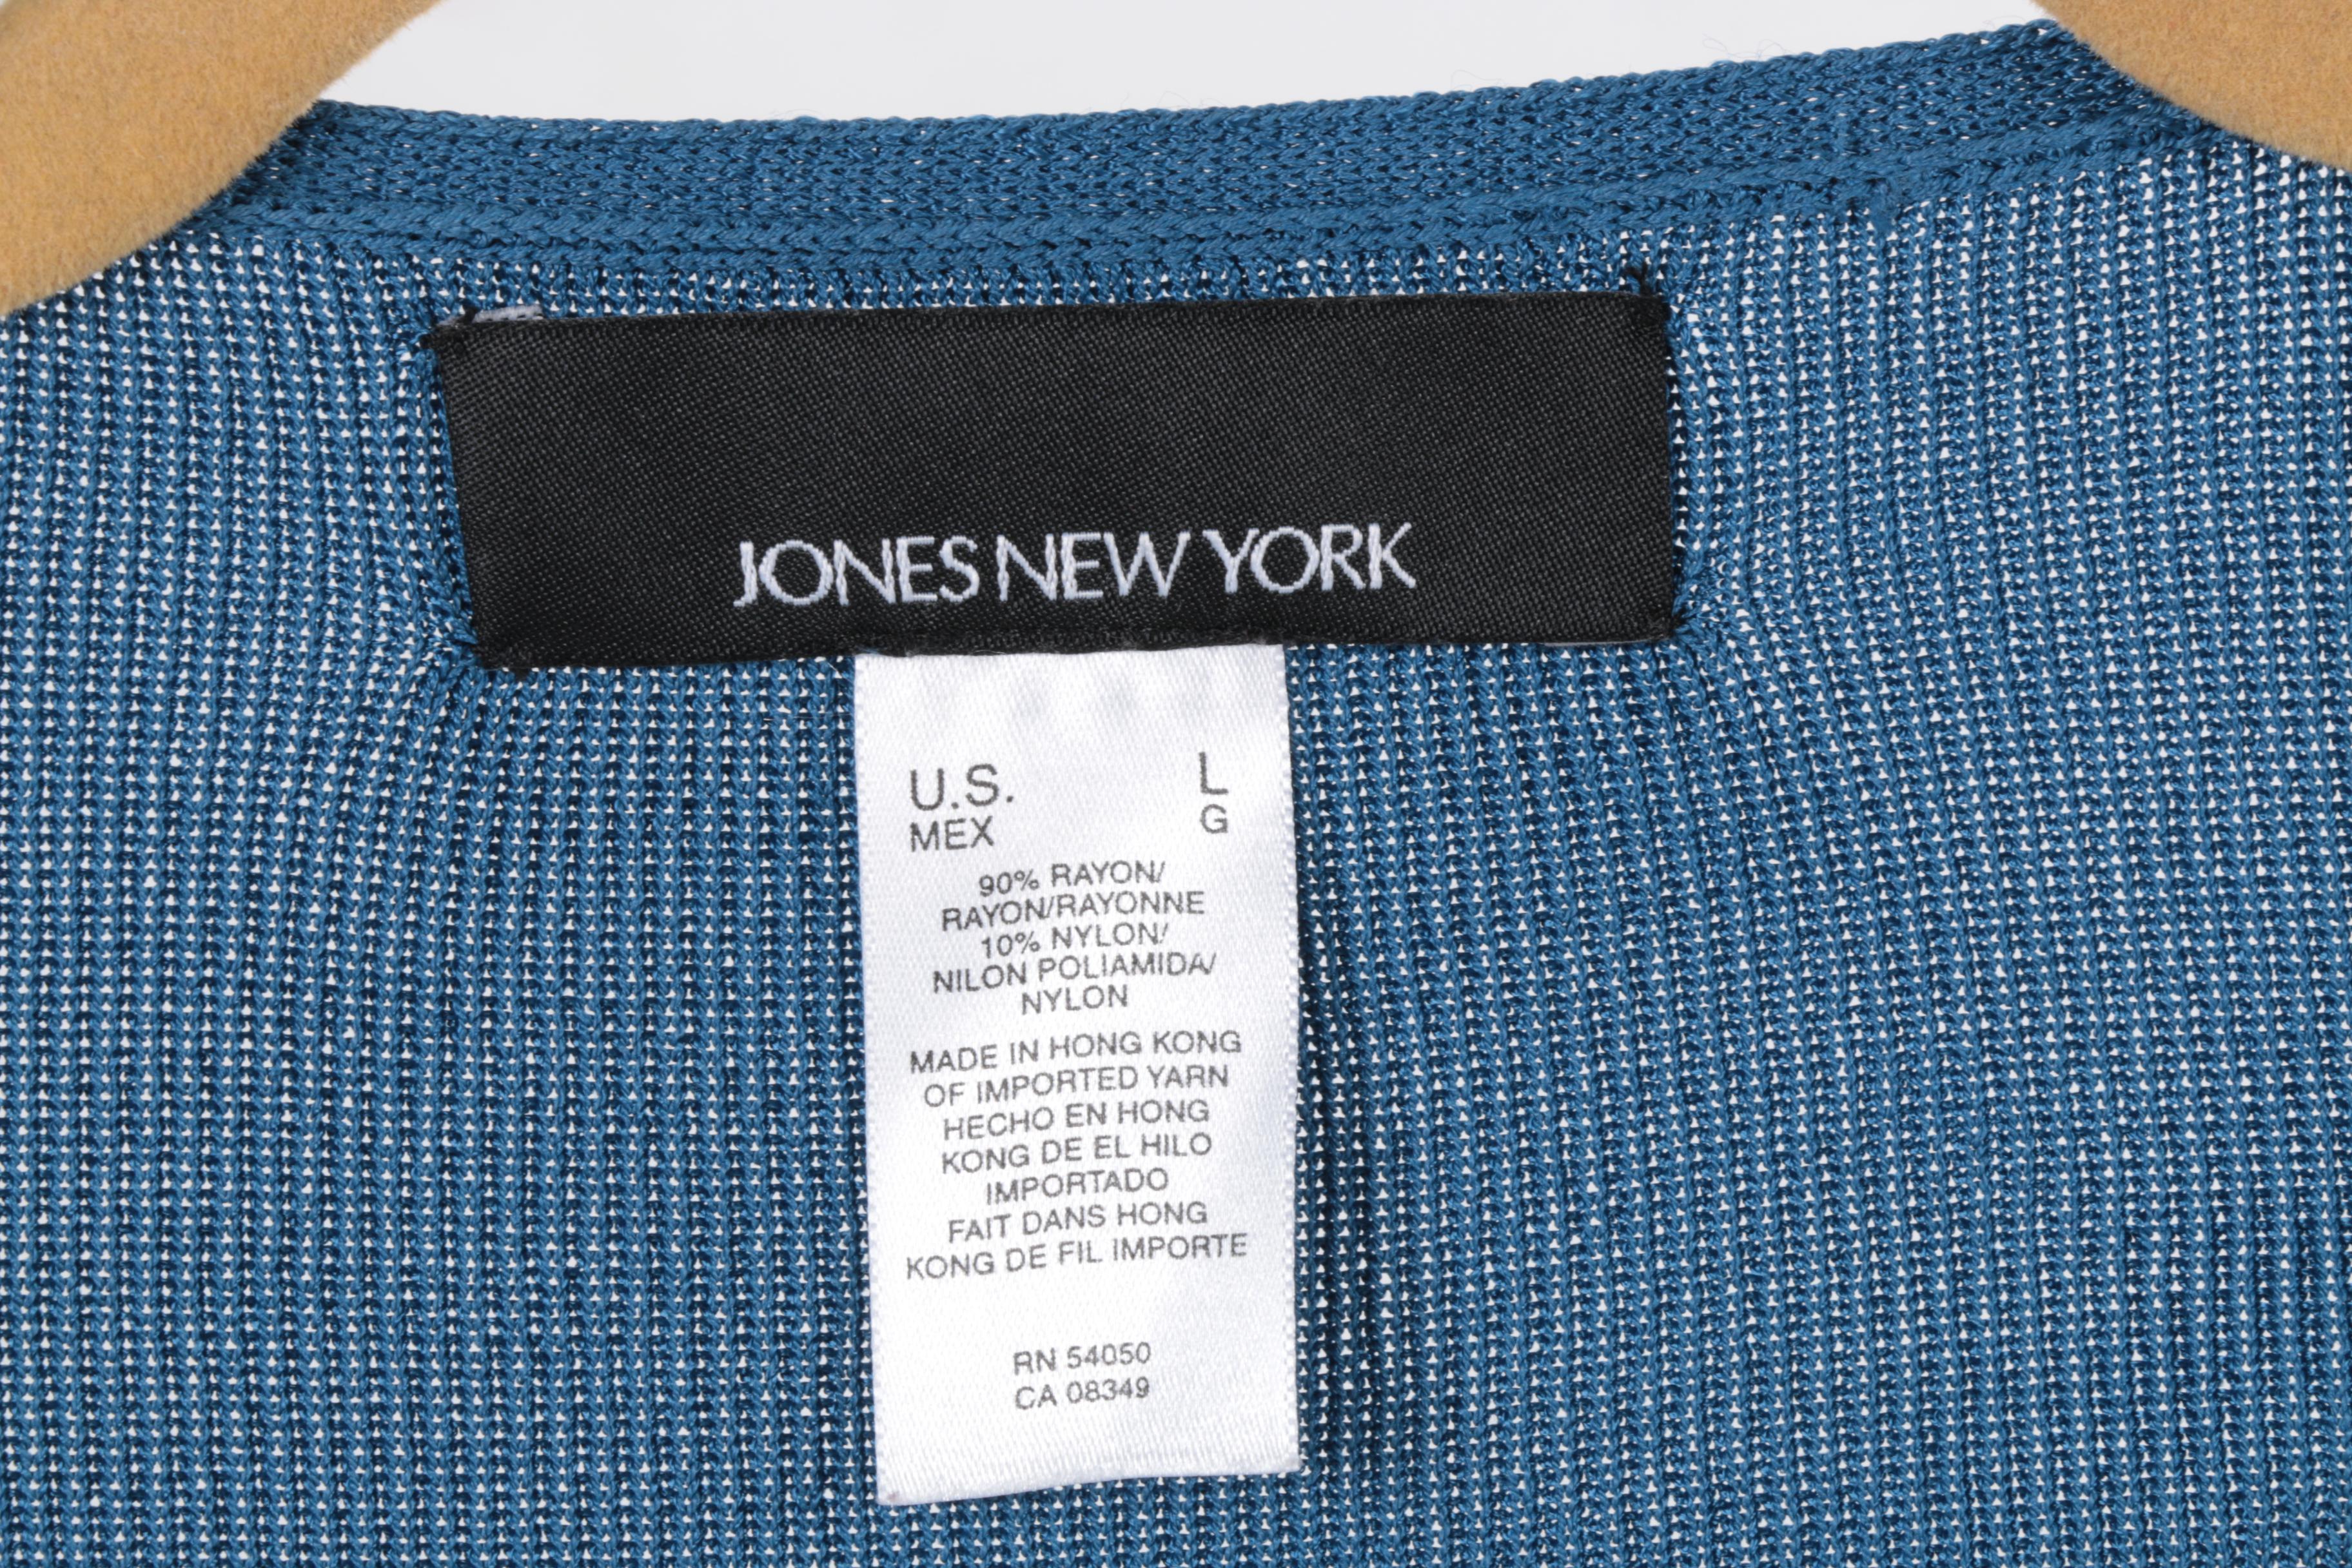 JONES NEW YORK
U.S. L
MEX G
90% RAYON/
RAYON/RAYONNE
10% NYLON/
NILON POLIAMIDA/
NYLON
MADE IN HONG KONG
OF IMPORTED YARN
HECHO EN HONG
KONG DE EL HILO
IMPORTADO
FAIT DANS HONG
KONG DE FIL IMPORTE
RN 54050
CA 08349